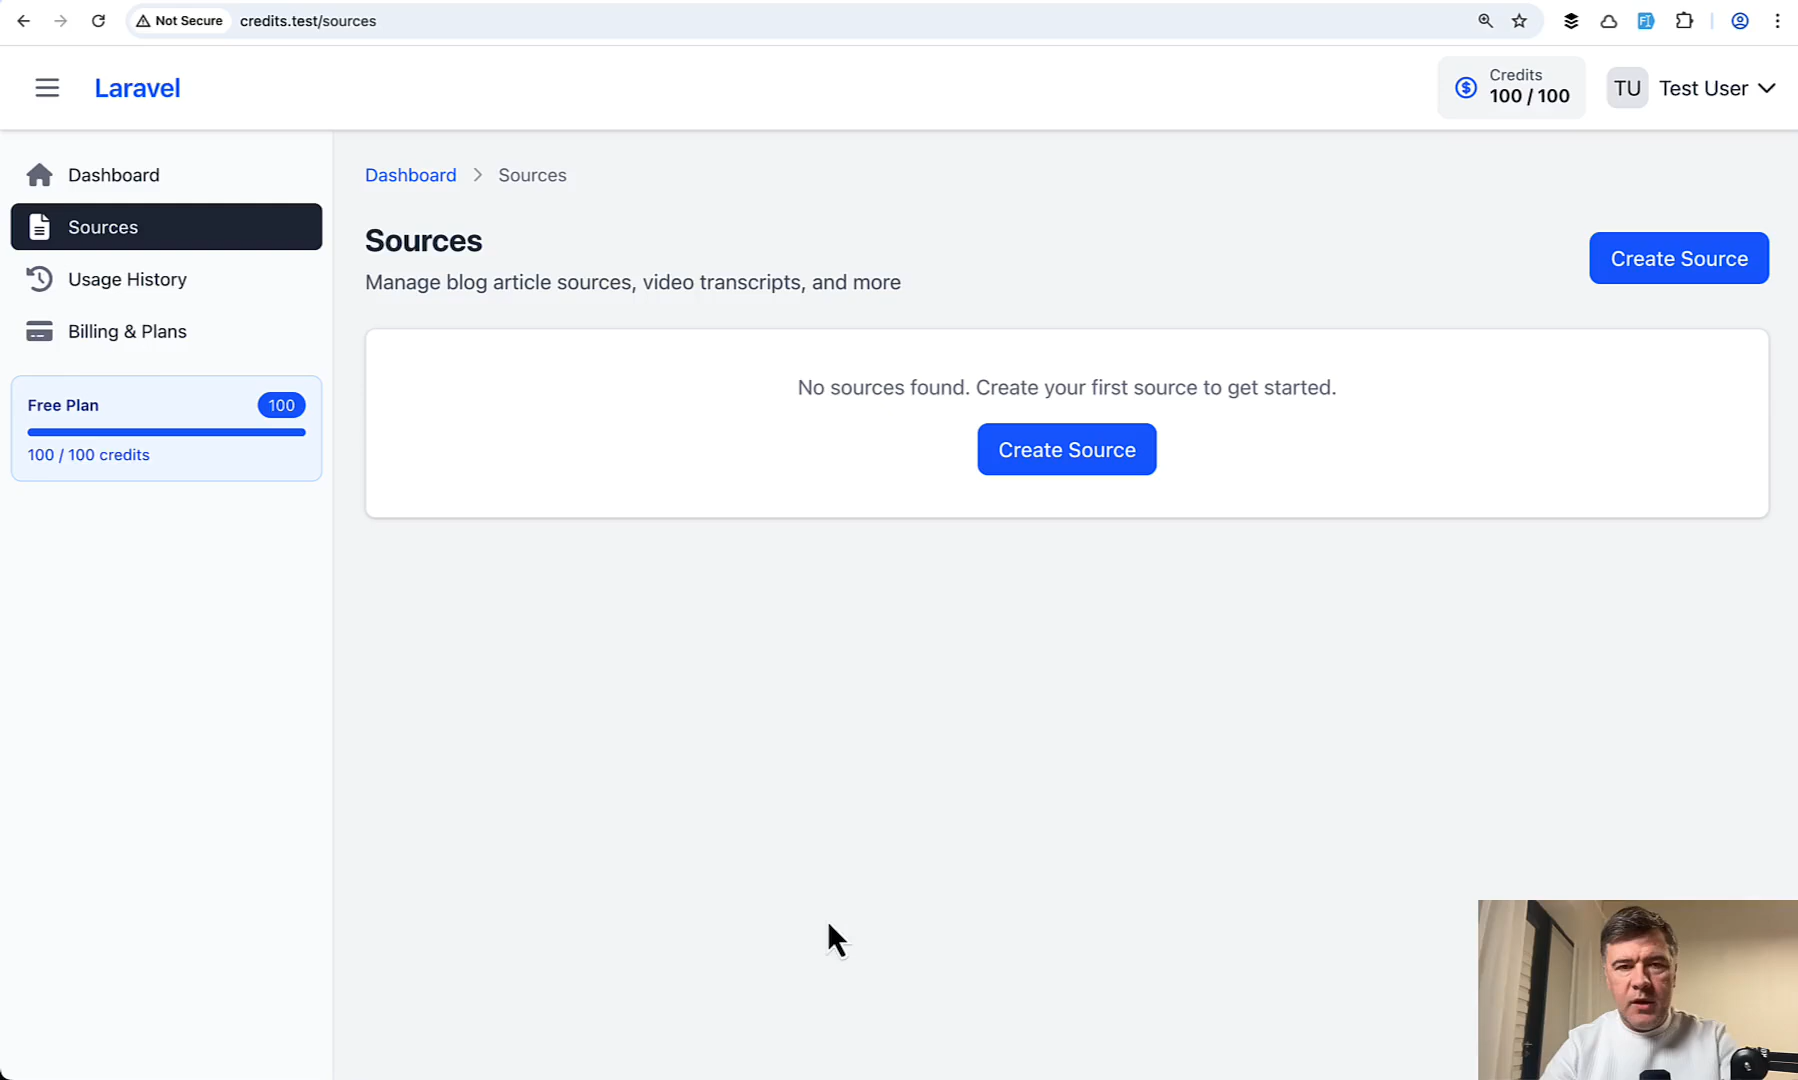 Not Secure
credits.test/sources
Laravel
Credits
100 / 100
TU
Test User
Dashboard
Sources
Usage History
Billing & Plans
Free Plan
100
100 / 100 credits
Dashboard
Sources
Sources
Manage blog article sources, video transcripts, and more
Create Source
No sources found. Create your first source to get started.
Create Source